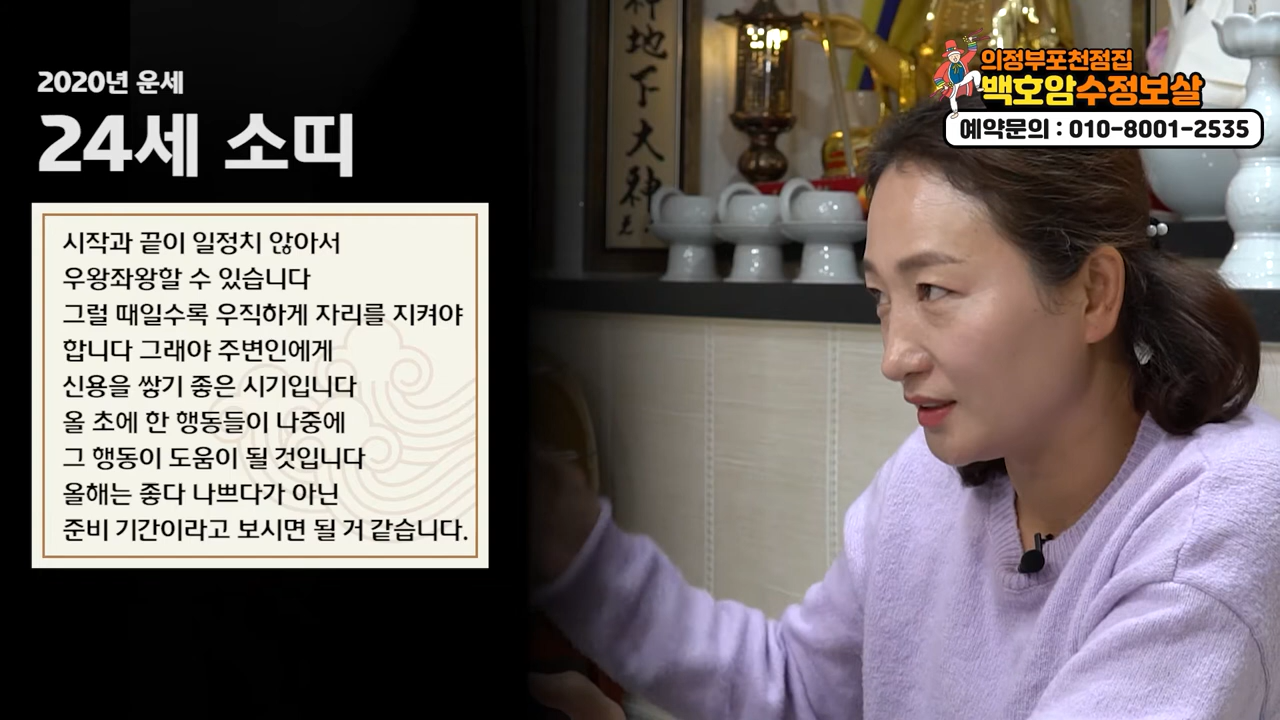 2020년 운세
24세 소띠
시작과 끝이 일정치 않아서
우왕좌왕할 수 있습니다
그럴 때일수록 우직하게 자리를 지켜야
합니다 그래야 주변인에게
신용을 쌓기 좋은 시기입니다
올 초에 한 행동들이 나중에
그 행동이 도움이 될 것입니다
올해는 좋다 나쁘다가 아닌
준비 기간이라고 보시면 될 거 같습니다.
의정부포천점집
백호암수정보살
예약문의 : 010-8001-2535
神地下大神